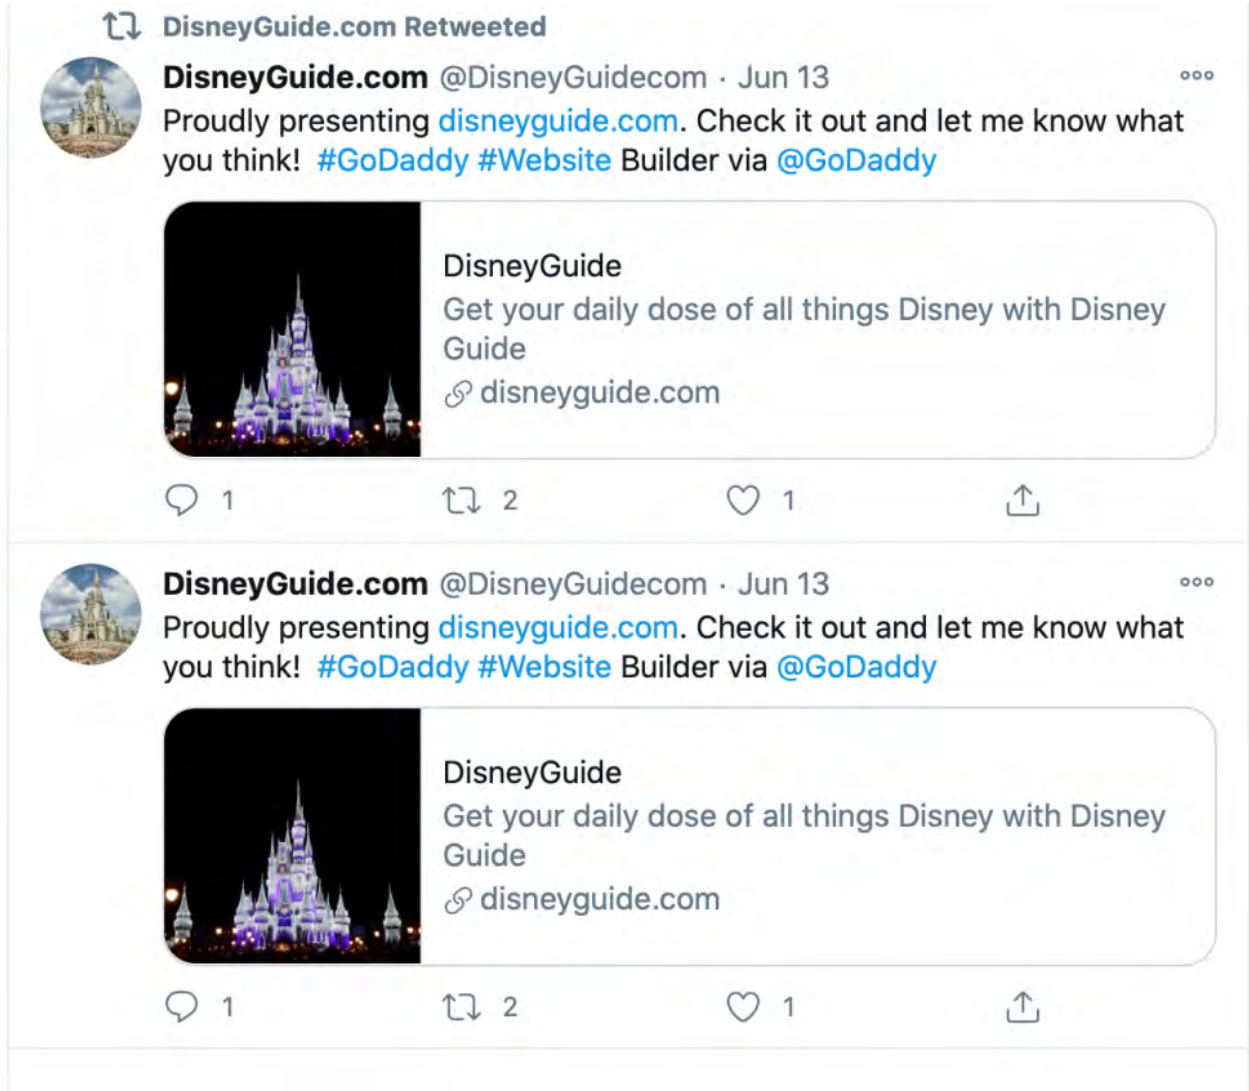 DisneyGuide.com Retweeted
DisneyGuide.com @DisneyGuidecom · Jun 13
Proudly presenting disneyguide.com. Check it out and let me know what
you think! #GoDaddy #Website Builder via @GoDaddy
DisneyGuide
Get your daily dose of all things Disney with Disney
Guide
disneyguide.com
1 2 1
DisneyGuide.com @DisneyGuidecom · Jun 13
Proudly presenting disneyguide.com. Check it out and let me know what
you think! #GoDaddy #Website Builder via @GoDaddy
DisneyGuide
Get your daily dose of all things Disney with Disney
Guide
disneyguide.com
1 2 1